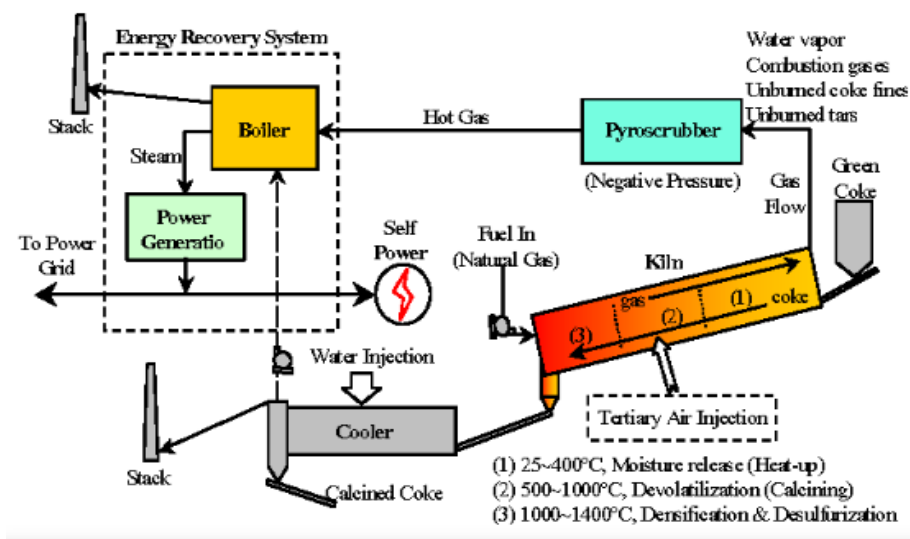 Energy Recovery System
Water vapor
Combustion gases
Unburned coke fines
Unburned tars
Stack
Boiler
Hot Gas
Pyroscrubber
(Negative Pressure)
Steam
Gas
Flow
Green
Coke
Power
Generatio
To Power
Grid
Self
Power
Fuel In
(Natural Gas)
Kiln
gas
(1)
coke
(2)
(3)
Water Injection
Cooler
Tertiary Air Injection
Stack
Calcined Coke
(1) 25~400°C, Moisture release (Heat-up)
(2) 500~1000°C, Devolatilization (Calcining)
(3) 1000~1400°C, Densification & Desulfurization